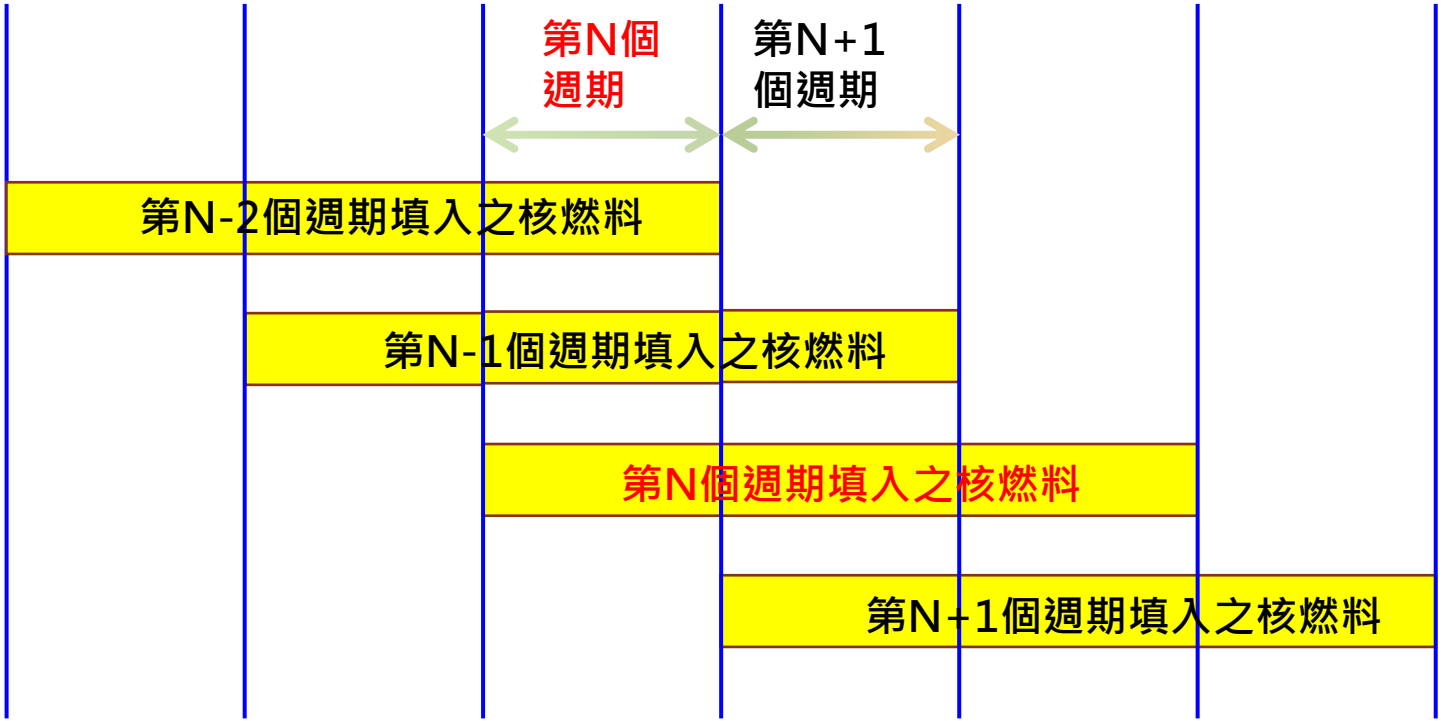 第N個
週期
第N+1
個週期
第N-2個週期填入之核燃料
第N-1個週期填入之核燃料
第N個週期填入之核燃料
第N+1個週期填入之核燃料